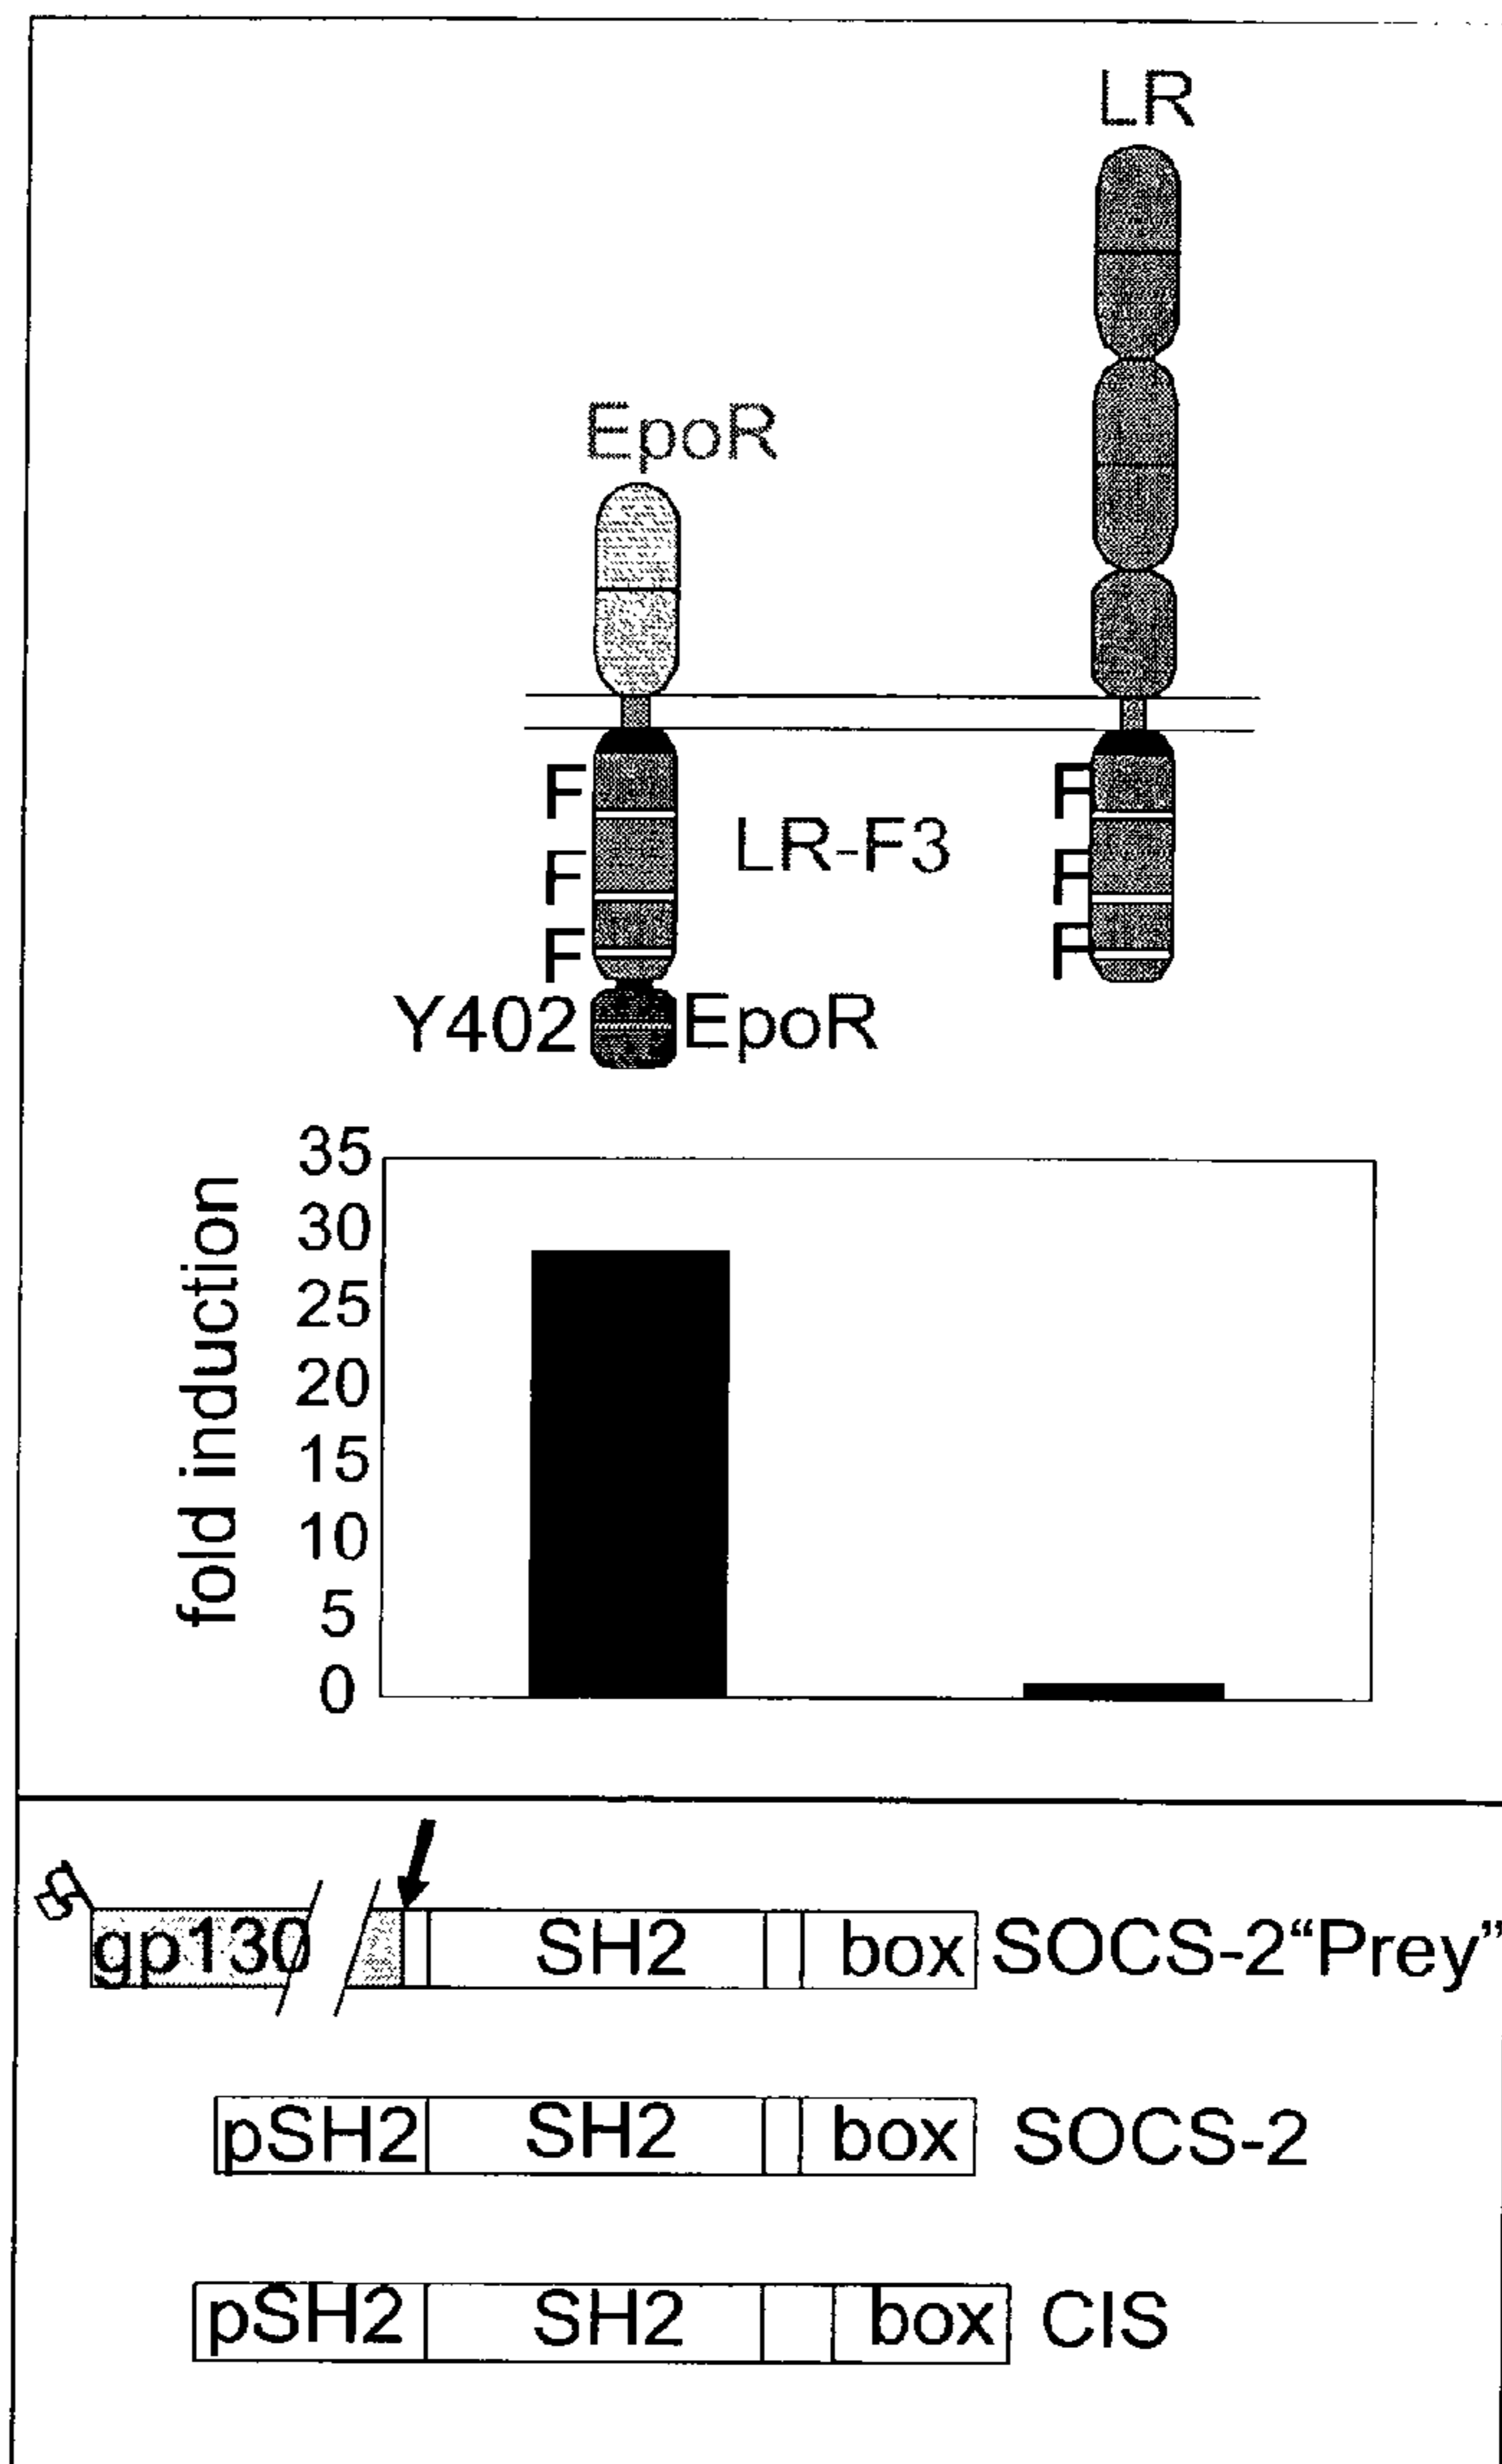 LR
EpoR
F F
LR-F3
F F
F F
Y402 EpoR
35
30
25
20
15
10
5
0
fold induction
gp130 SH2 box SOCS-2“Prey”
pSH2 SH2 box SOCS-2
pSH2 SH2 box CIS